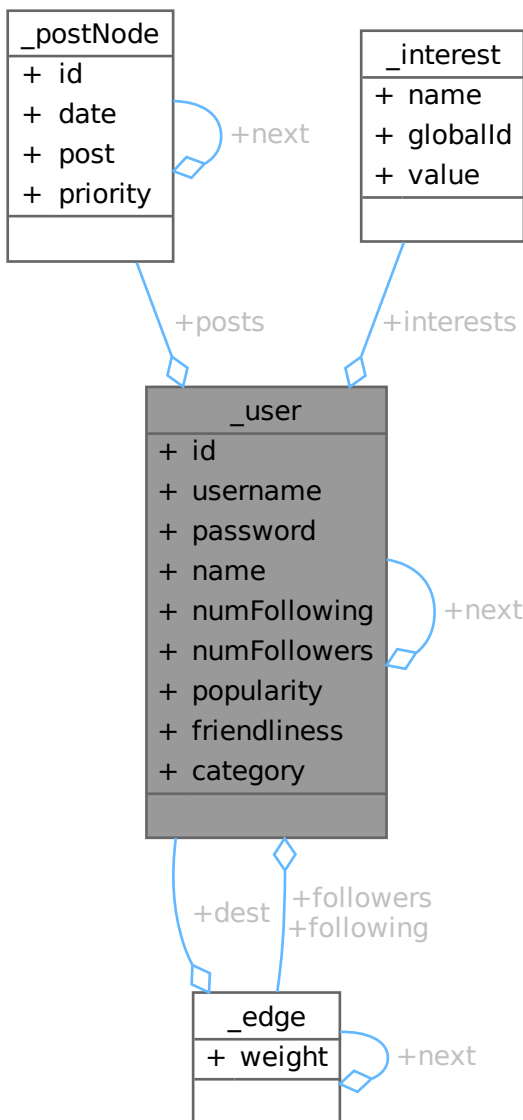 _postNode
+ id
+ date
+ post
+ priority
+next
_interest
+ name
+ globalId
+ value
+posts
+interests
_user
+ id
+ username
+ password
+ name
+ numFollowing
+ numFollowers
+ popularity
+ friendliness
+ category
+next
+dest
+followers
+following
_edge
+ weight
+next